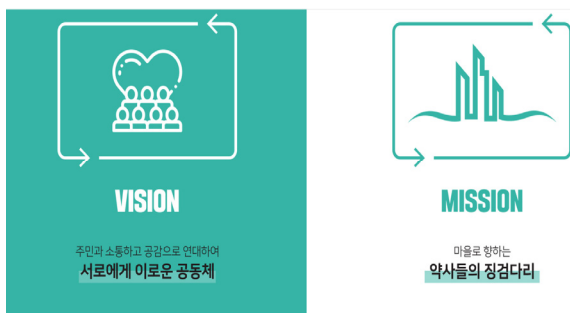 VISION
주민과 소통하고 공감으로 연대하여
서로에게 이로운 공동체
MISSION
마을로 향하는
약사들의 징검다리